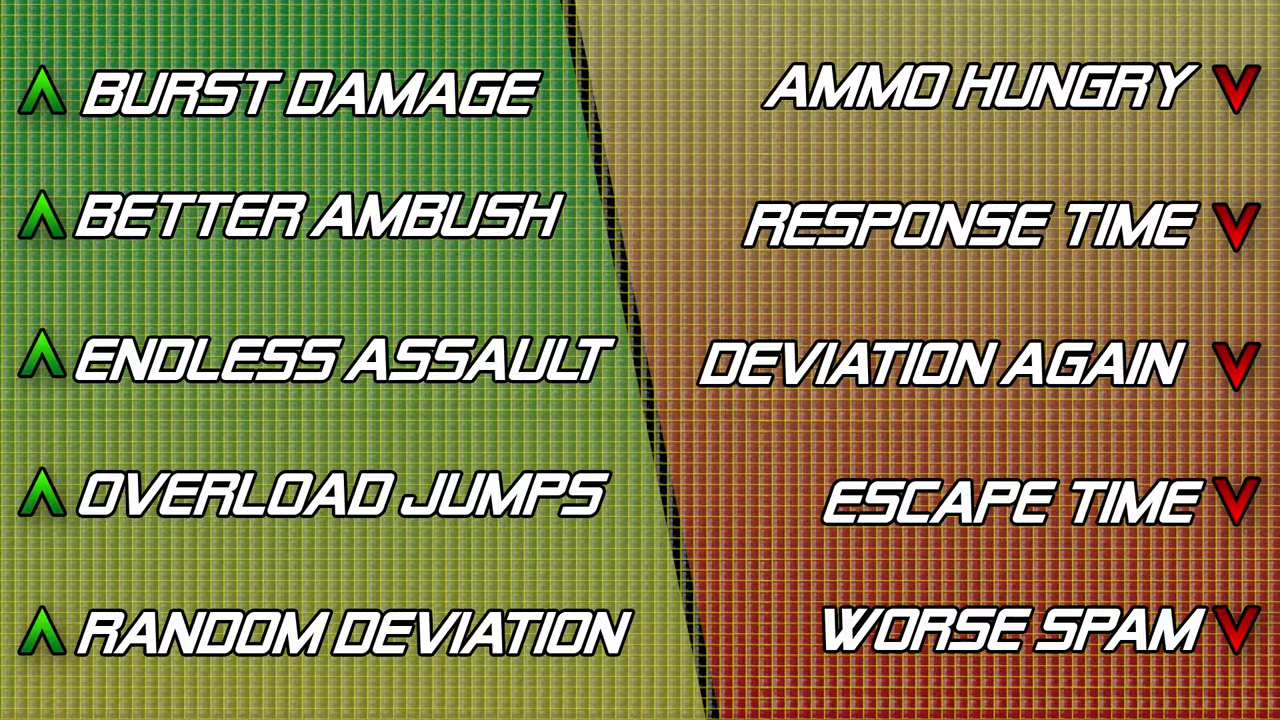 BURST DAMAGE
BETTER AMBUSH
ENDLESS ASSAULT
OVERLOAD JUMPS
RANDOM DEVIATION
AMMO HUNGRY
RESPONSE TIME
DEVIATION AGAIN
ESCAPE TIME
WORSE SPAM